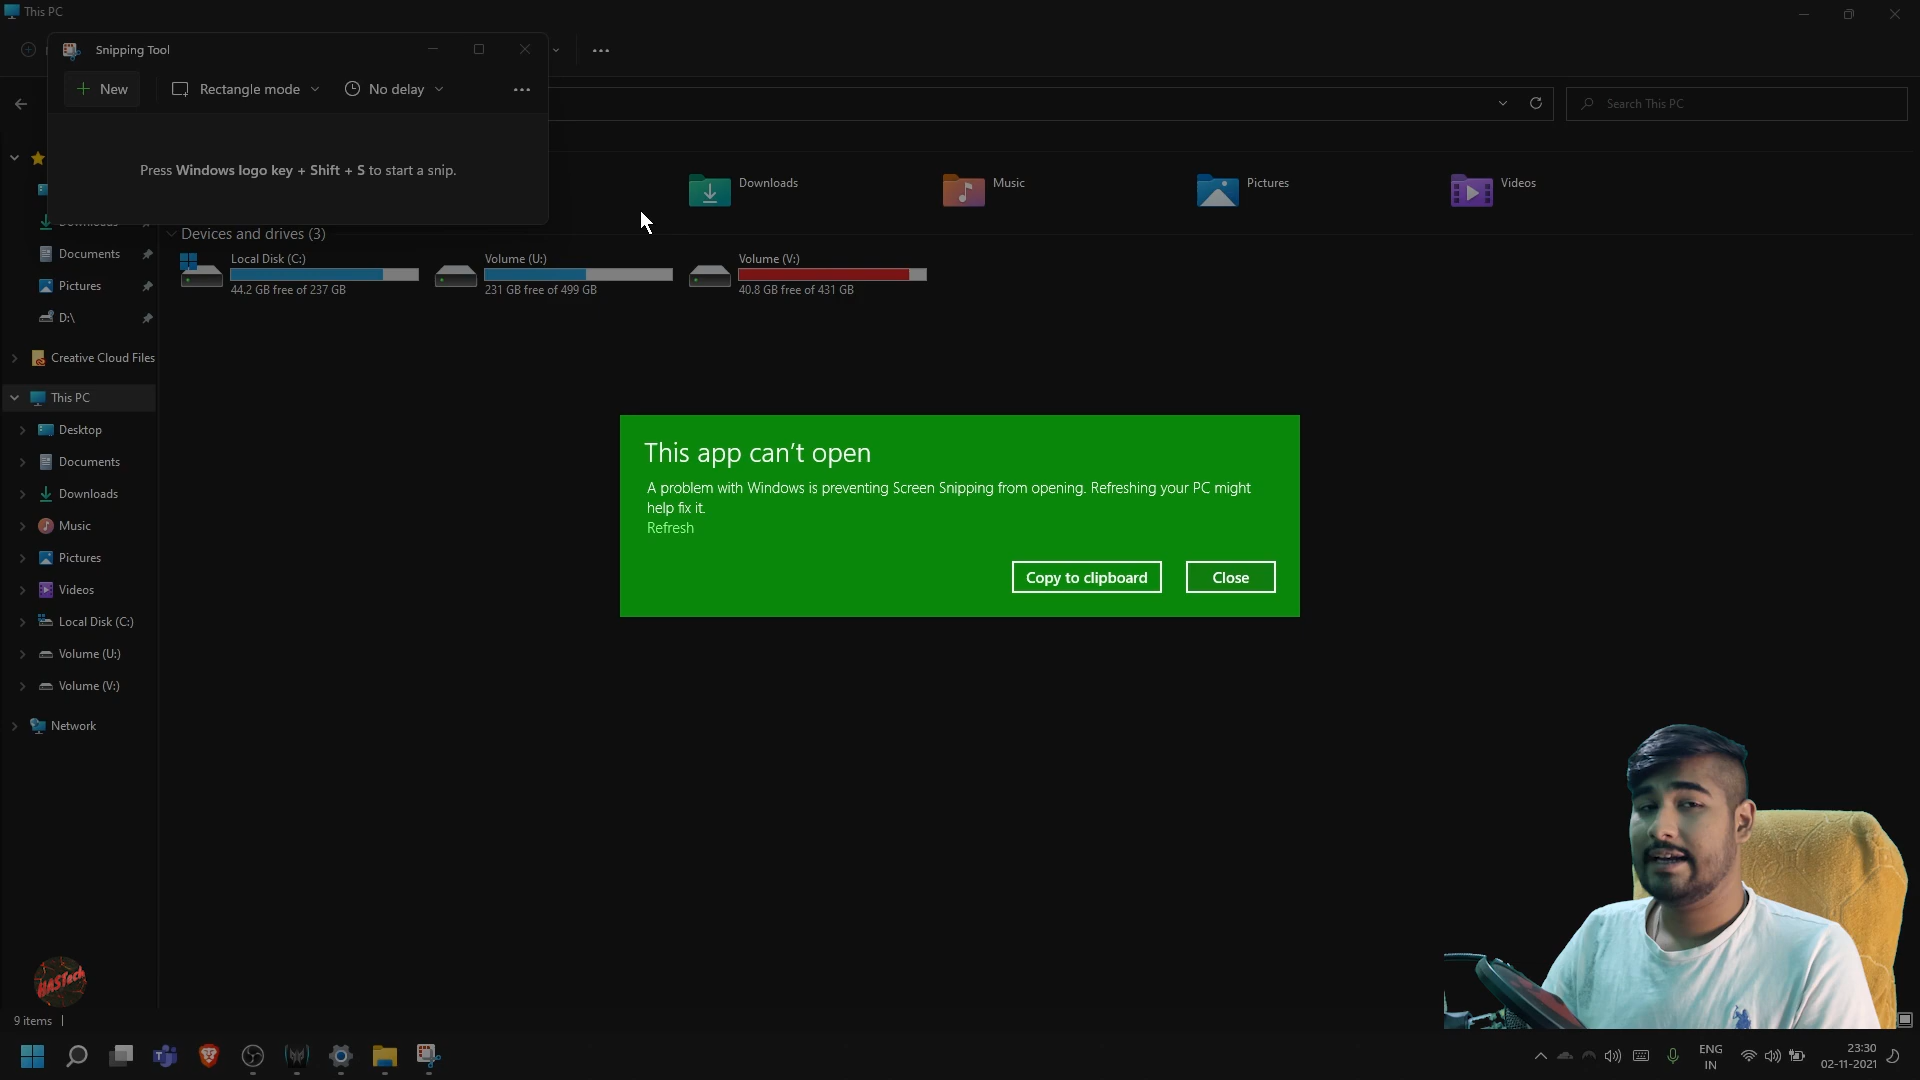 This PC
Snipping Tool
New
Rectangle mode
No delay
Press Windows logo key + Shift + S to start a snip.
Search This PC
Downloads
Music
Pictures
Videos
Downloads
Devices and drives (3)
Local Disk (C:)
44.2 GB free of 237 GB
Volume (U:)
231 GB free of 499 GB
Volume (V:)
40.8 GB free of 431 GB
Documents
Pictures
D:\
Creative Cloud Files
This PC
Desktop
Documents
Downloads
Music
Pictures
Videos
Local Disk (C:)
Volume (U:)
Volume (V:)
Network
This app can't open
A problem with Windows is preventing Screen Snipping from opening. Refreshing your PC might
help fix it.
Refresh
Copy to clipboard
Close
HASTech
9 items
ENG
IN
23:30
02-11-2021